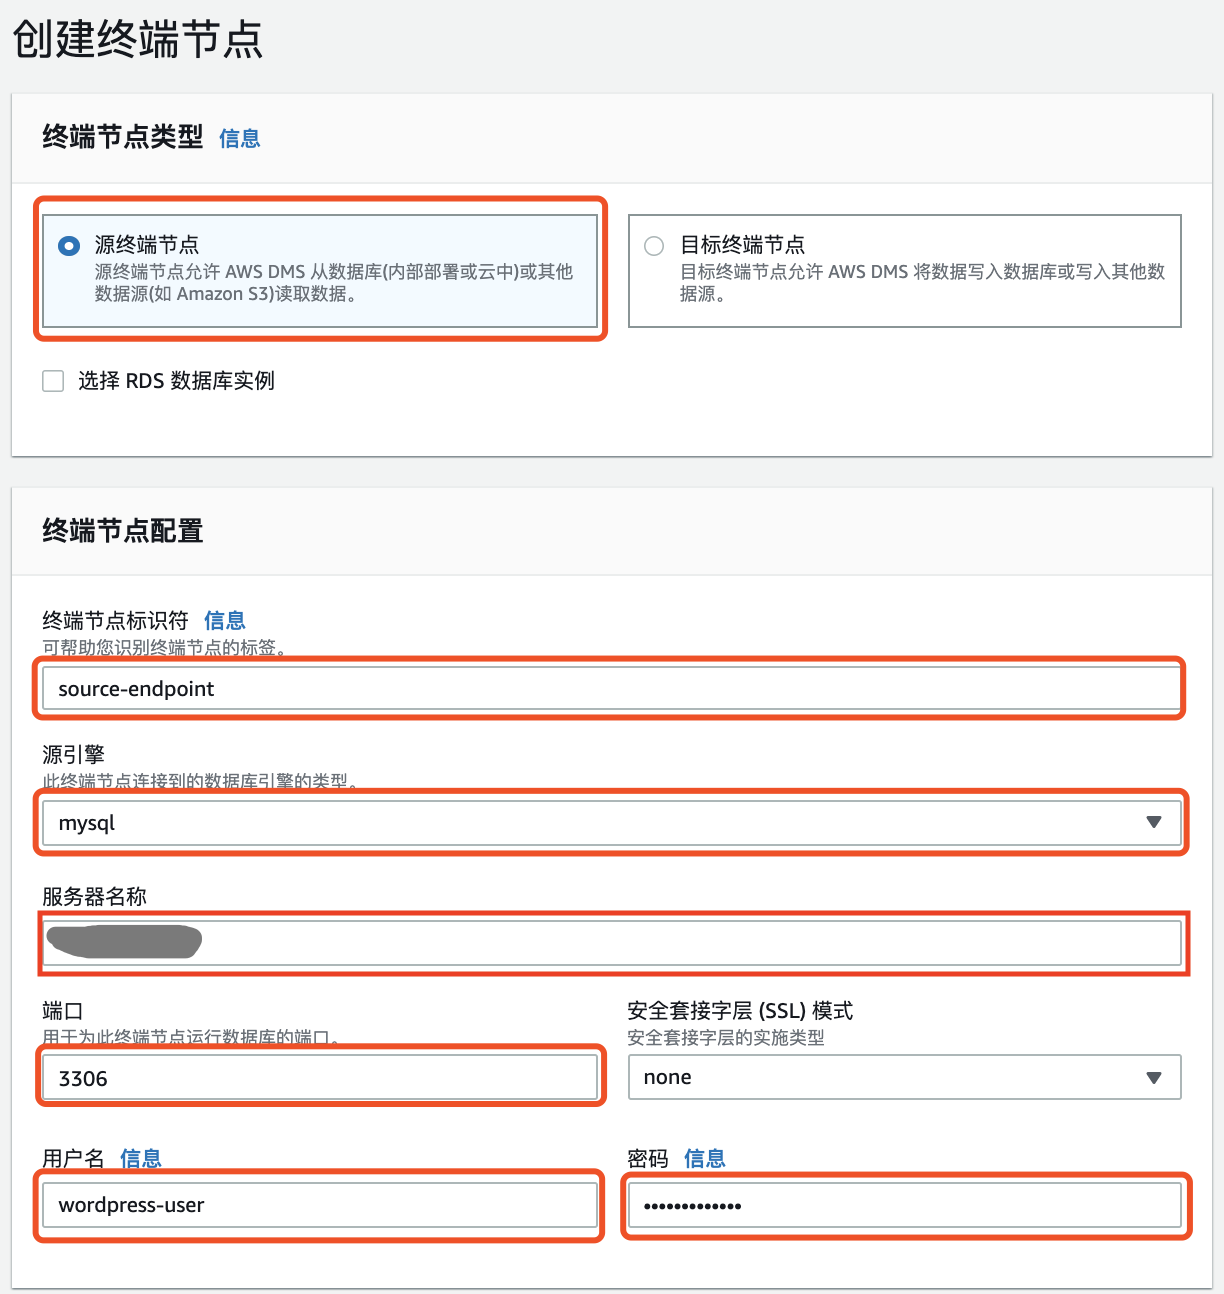 创建终端节点
终端节点类型 信息
源终端节点
源终端节点允许 AWS DMS 从数据库(内部部署或云中)或其他
数据源(如 Amazon S3)读取数据。
目标终端节点
目标终端节点允许 AWS DMS 将数据写入数据库或写入其他数
据源。
选择 RDS 数据库实例
终端节点配置
终端节点标识符 信息
可帮助您识别终端节点的标签。
source-endpoint
源引擎
此终端节点连接到的数据库引擎的类型。
mysql
服务器名称
端口
用于为此终端节点运行数据库的端口。
3306
安全套接字层 (SSL) 模式
安全套接字层的实施类型
none
用户名 信息
wordpress-user
密码 信息
•••••••••••••